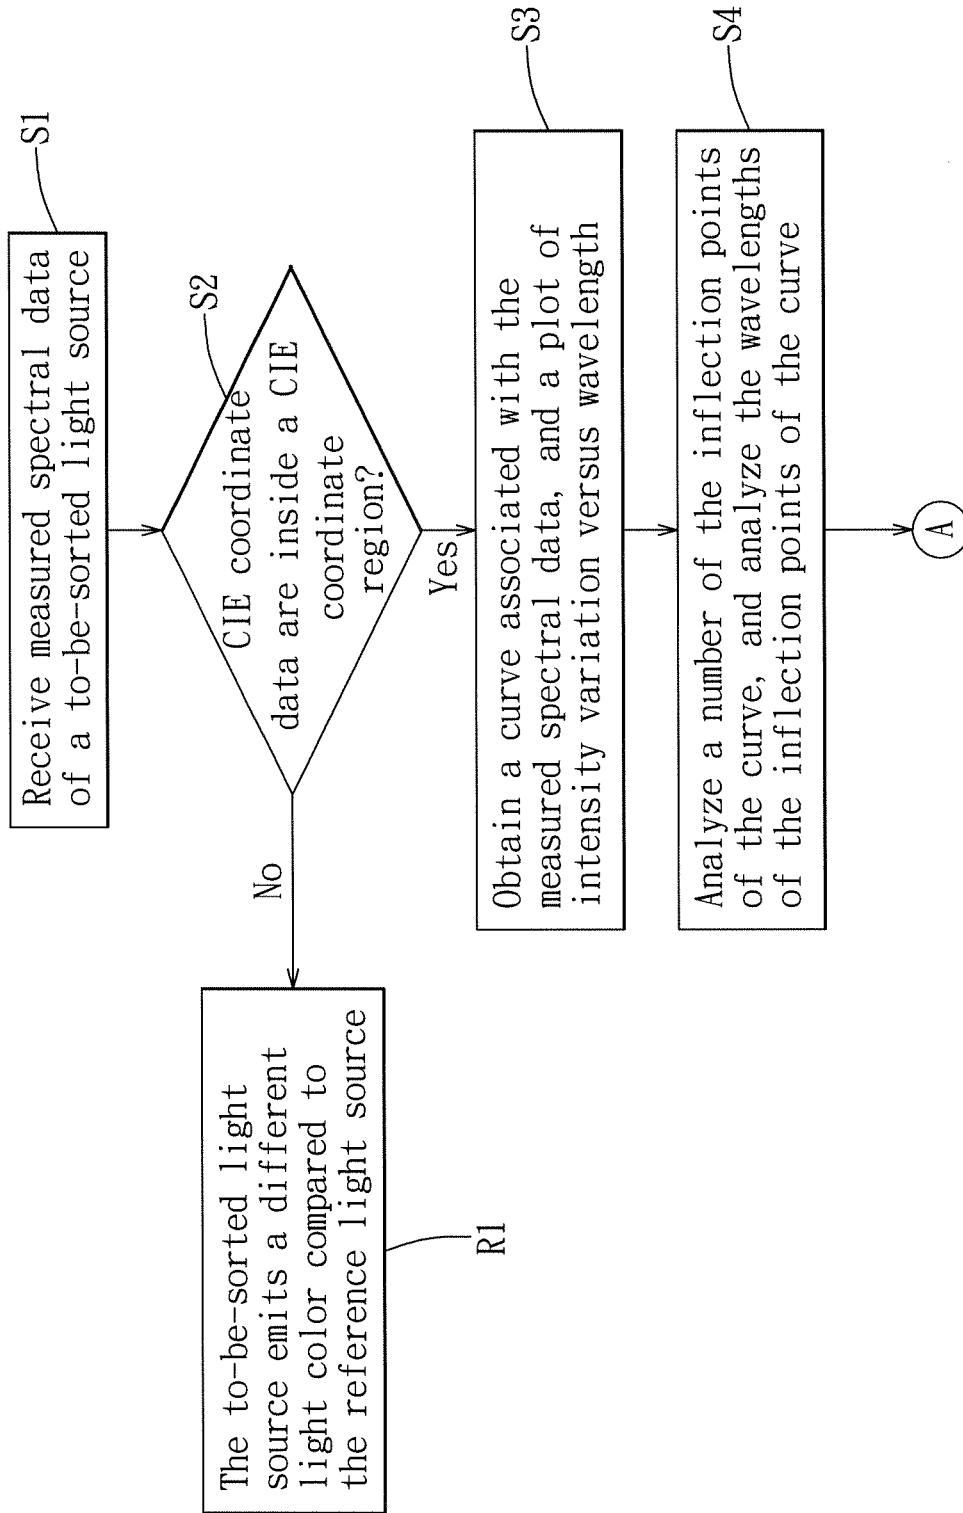 S1
Receive measured spectral data
of a to-be-sorted light source
S2
CIE coordinate
data are inside a CIE
coordinate
region?
No
Yes
The to-be-sorted light
source emits a different
light color compared to
the reference light source
R1
S3
Obtain a curve associated with the
measured spectral data, and a plot of
intensity variation versus wavelength
S4
Analyze a number of the inflection points
of the curve, and analyze the wavelengths
of the inflection points of the curve
A